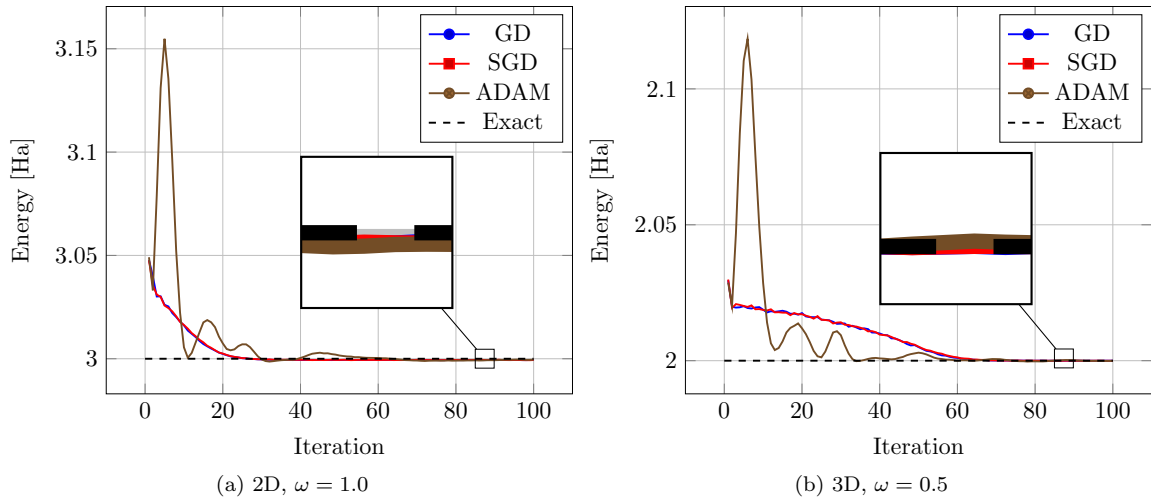 GD
SGD
ADAM
Exact
3.15
3.1
3.05
3
Energy [Ha]
0 20 40 60 80 100
Iteration
(a) 2D, ω = 1.0
GD
SGD
ADAM
Exact
2.1
2.05
2
Energy [Ha]
0 20 40 60 80 100
Iteration
(b) 3D, ω = 0.5